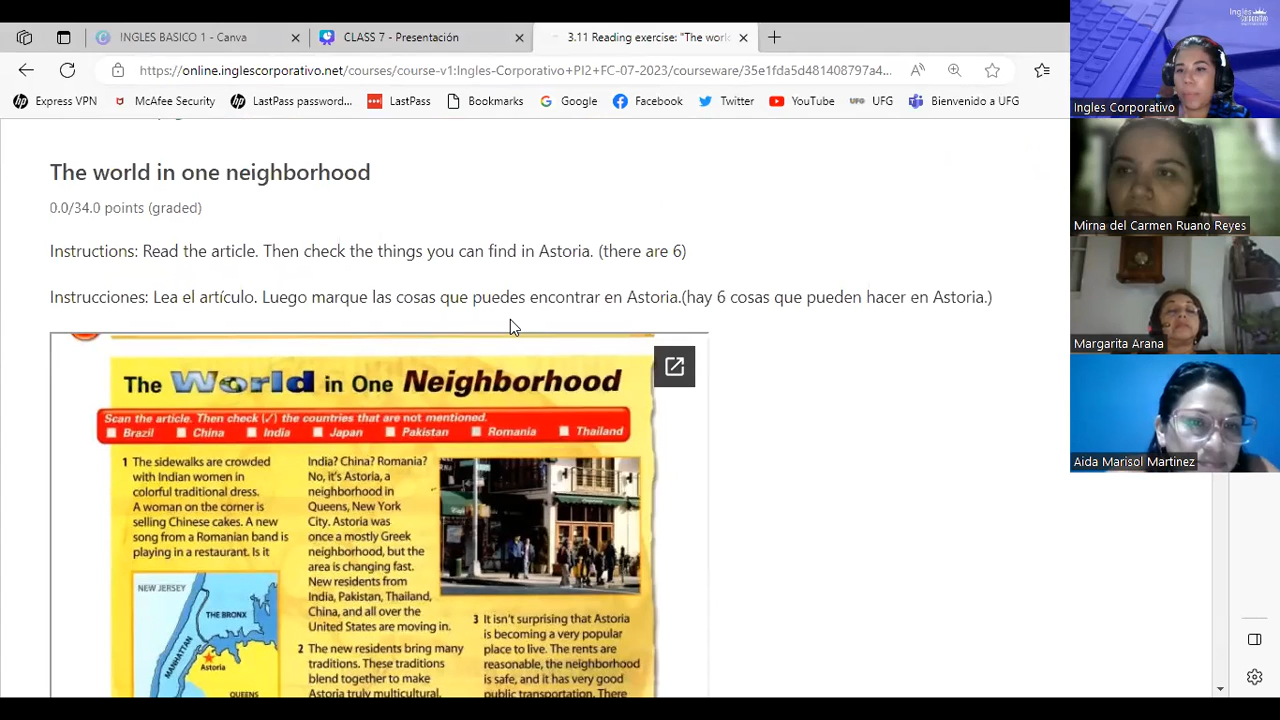 INGLES BASICO 1 - Canva
CLASS 7 - Presentación
3.11 Reading exercise: "The worl
https://online.inglescorporativo.net/courses/course-v1:Ingles-Corporativo+PI2+FC-07-2023/courseware/35e1fda5d481408797a4...
Express VPN
McAfee Security
LastPass password...
LastPass
Bookmarks
Google
Facebook
Twitter
YouTube
UFG
Bienvenido a UFG
The world in one neighborhood
0.0/34.0 points (graded)
Instructions: Read the article. Then check the things you can find in Astoria. (there are 6)
Instrucciones: Lea el artículo. Luego marque las cosas que puedes encontrar en Astoria.(hay 6 cosas que pueden hacer en Astoria.)
The World in One Neighborhood
Scan the article. Then check (✓) the countries that are not mentioned.
Brazil China India Japan Pakistan Romania Thailand
1 The sidewalks are crowded
with Indian women in
colorful traditional dress.
A woman on the corner is
selling Chinese cakes. A new
song from a Romanian band is
playing in a restaurant. Is it
India? China? Romania?
No, it's Astoria, a
neighborhood in
Queens, New York
City. Astoria was
once a mostly Greek
neighborhood, but the
area is changing fast.
New residents from
India, Pakistan, Thailand,
China, and all over the
United States are moving in.
2 The new residents bring many
traditions. These traditions
blend together to make
Astoria truly multicultural.
3 It isn't surprising that Astoria
is becoming a very popular
place to live. The rents are
reasonable, the neighborhood
is safe, and it has very good
public transportation. There
NEW JERSEY
THE BRONX
MANHATTAN
Astoria
QUEENS
Inglés
CORPORATIVO
Ingles Corporativo
Mirna del Carmen Ruano Reyes
Margarita Arana
Aida Marisol Martinez